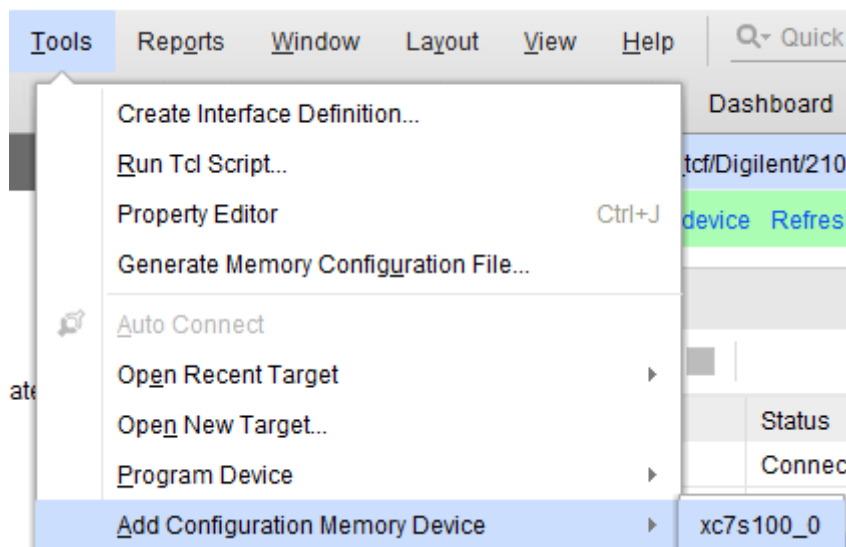 Tools Reports Window Layout View Help Quick
Dashboard
Create Interface Definition...
Run Tcl Script... tcf/Digilent/210
Property Editor Ctrl+J device Refres
Generate Memory Configuration File...
Auto Connect
Open Recent Target
ate
Open New Target... Status
Program Device Connec
Add Configuration Memory Device xc7s100_0